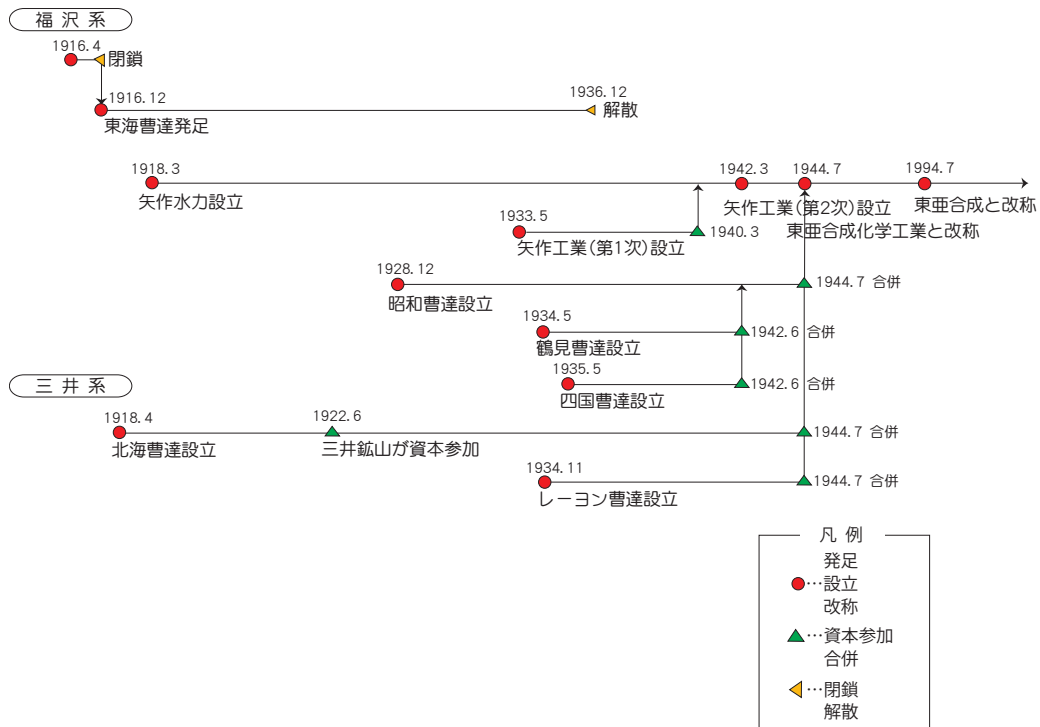 福沢系
1916.4
閉鎖
1916.12
東海曹達発足
1936.12
解散
1918.3
矢作水力設立
1942.3
矢作工業(第2次)設立
1944.7
東亜合成化学工業と改称
1994.7
東亜合成と改称
1933.5
矢作工業(第1次)設立
1940.3
1928.12
昭和曹達設立
1944.7 合併
1934.5
鶴見曹達設立
1942.6 合併
1935.5
四国曹達設立
1942.6 合併
三井系
1918.4
北海曹達設立
1922.6
三井鉱山が資本参加
1944.7 合併
1934.11
レーヨン曹達設立
1944.7 合併
凡例
発足
…設立
改称
…資本参加
合併
…閉鎖
解散